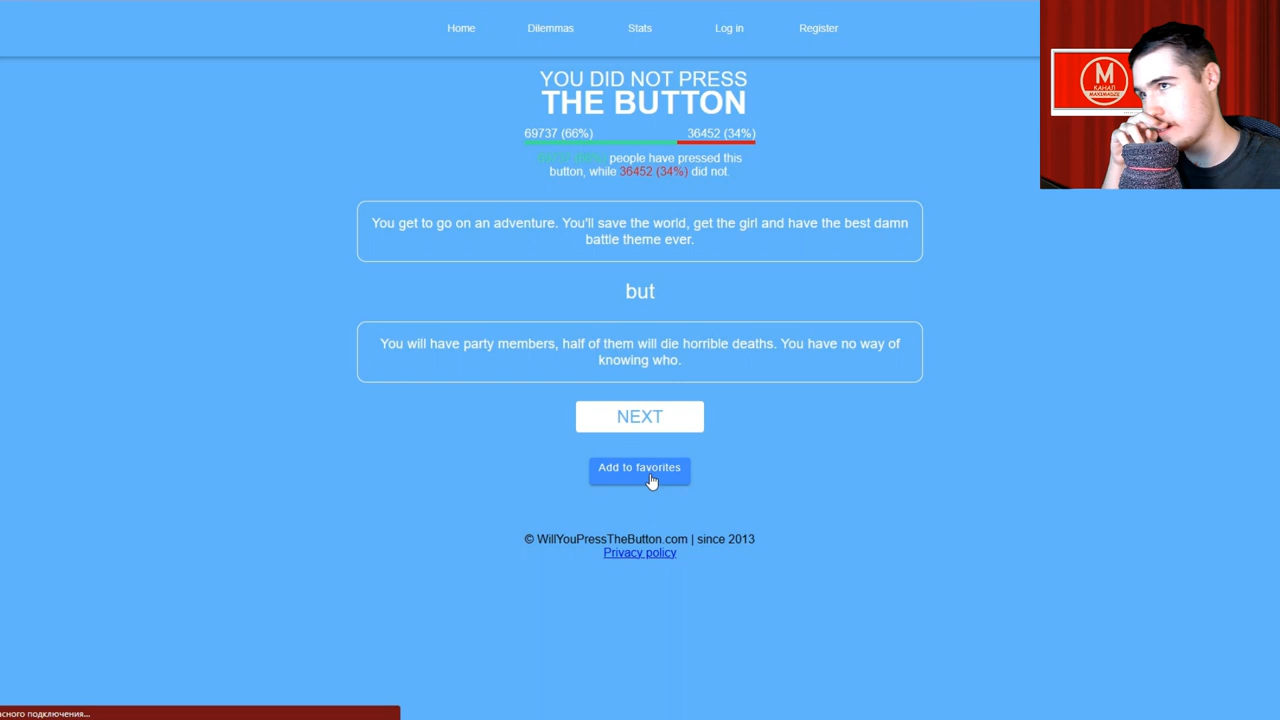 Home Dilemmas Stats Log in Register
YOU DID NOT PRESS
THE BUTTON
69737 (66%) 36452 (34%)
people have pressed this
button, while 36452 (34%) did not.
You get to go on an adventure. You'll save the world, get the girl and have the best damn
battle theme ever.
but
You will have party members, half of them will die horrible deaths. You have no way of
knowing who.
NEXT
Add to favorites
© WillYouPressTheButton.com | since 2013
Privacy policy
М
КАНАЛ
подключения...